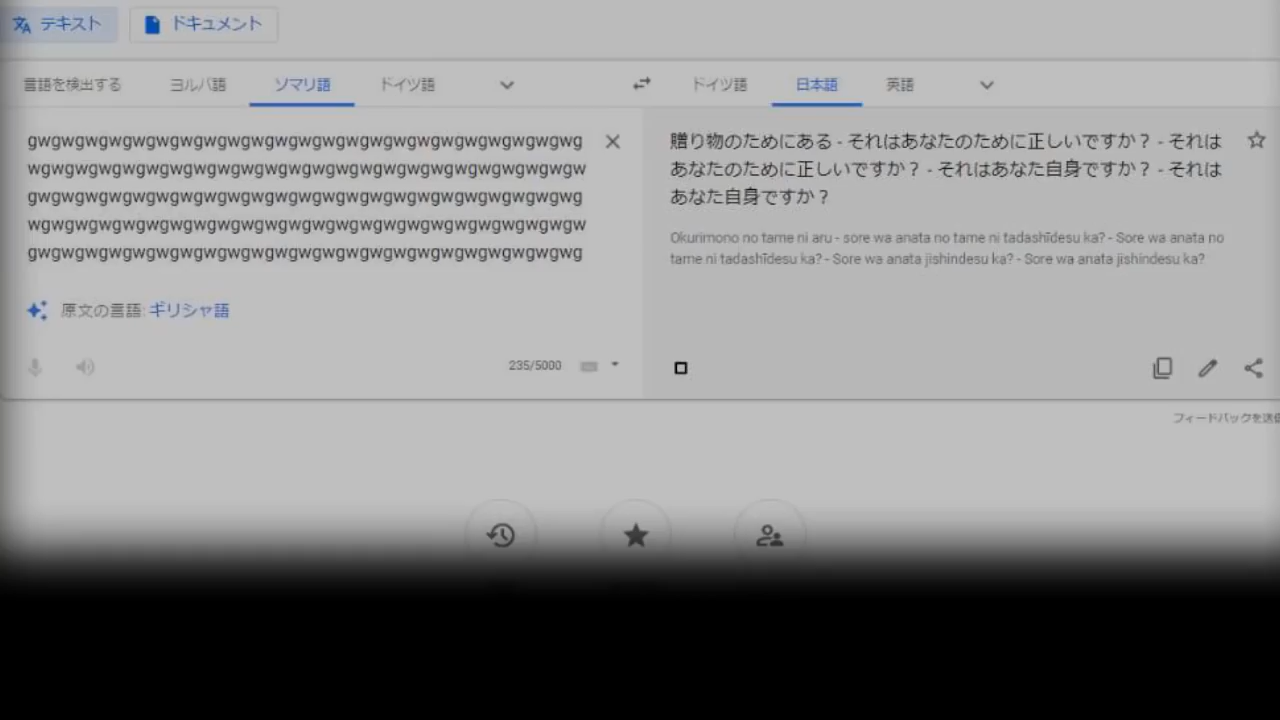 テキスト ドキュメント
言語を検出する ヨルバ語 ソマリ語 ドイツ語 ドイツ語 日本語 英語
gwgwgwgwgwgwgwgwgwgwgwgwgwgwgwgwgwgwgwgwgwgwgwg
wgwgwgwgwgwgwgwgwgwgwgwgwgwgwgwgwgwgwgwgwgwgwgw
gwgwgwgwgwgwgwgwgwgwgwgwgwgwgwgwgwgwgwgwgwgwgwg
wgwgwgwgwgwgwgwgwgwgwgwgwgwgwgwgwgwgwgwgwgwgwgw
gwgwgwgwgwgwgwgwgwgwgwgwgwgwgwgwgwgwgwgwgwgwgwg
原文の言語: ギリシャ語
235/5000
贈り物のためにある - それはあなたのために正しいですか？ - それは
あなたのために正しいですか？ - それはあなた自身ですか？ - それは
あなた自身ですか？
Okurimono no tame ni aru - sore wa anata no tame ni tadashīdesu ka? - Sore wa anata no
tame ni tadashīdesu ka? - Sore wa anata jishindesu ka? - Sore wa anata jishindesu ka?
フィードバックを送信